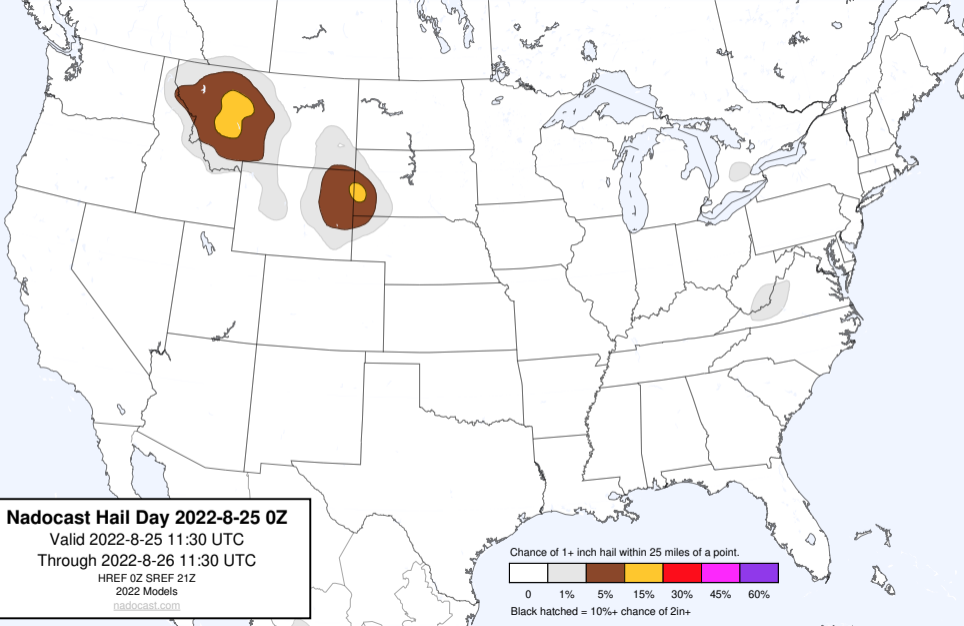 Nadocast Hail Day 2022-8-25 0Z
Valid 2022-8-25 11:30 UTC
Through 2022-8-26 11:30 UTC
HREF 0Z SREF 21Z
2022 Models
nadocast.com
Chance of 1+ inch hail within 25 miles of a point.
0 1% 5% 15% 30% 45% 60%
Black hatched = 10%+ chance of 2in+